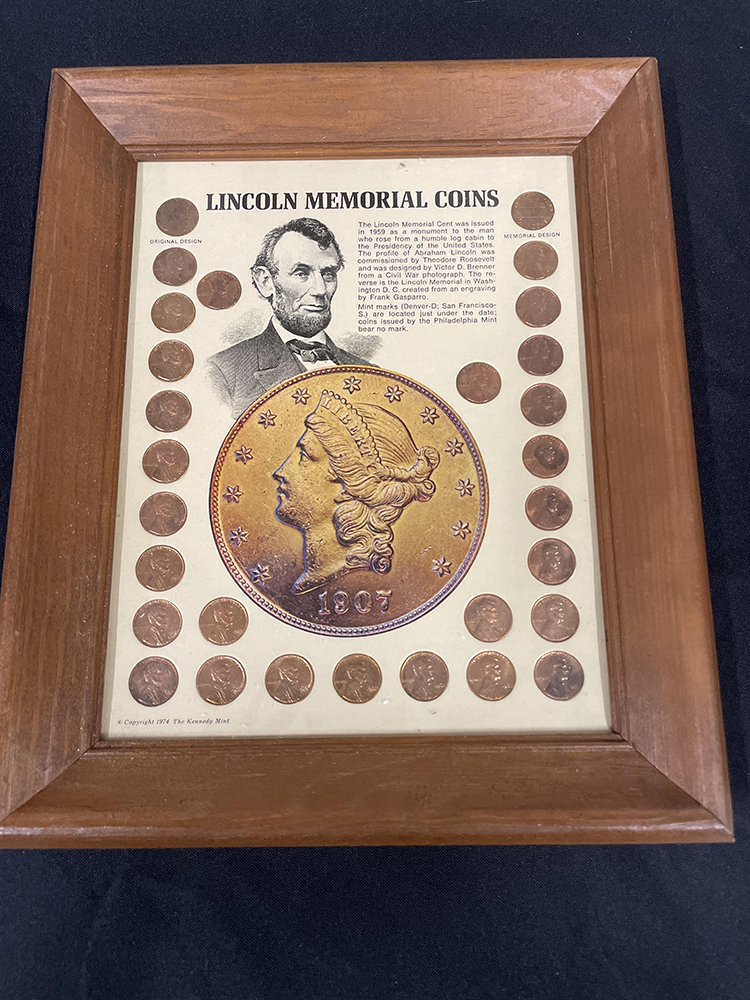 LINCOLN MEMORIAL COINS
ORIGINAL DESIGN
The Lincoln Memorial Cent was issued
in 1959 as a monument to the man
who rose from a humble log cabin to
the Presidency of the United States.
The profile of Abraham Lincoln was
commissioned by Theodore Roosevelt
and was designed by Victor D. Brenner
from a Civil War photograph. The re-
verse is the Lincoln Memorial in Wash-
ington D. C. created from an engraving
by Frank Gasparro.
Mint marks (Denver-D; San Francisco-
S.) are located just under the date;
coins issued by the Philadelphia Mint
bear no mark.
MEMORIAL DESIGN
LIBERTY
1907
© Copyright 1974 The Kennedy Mint